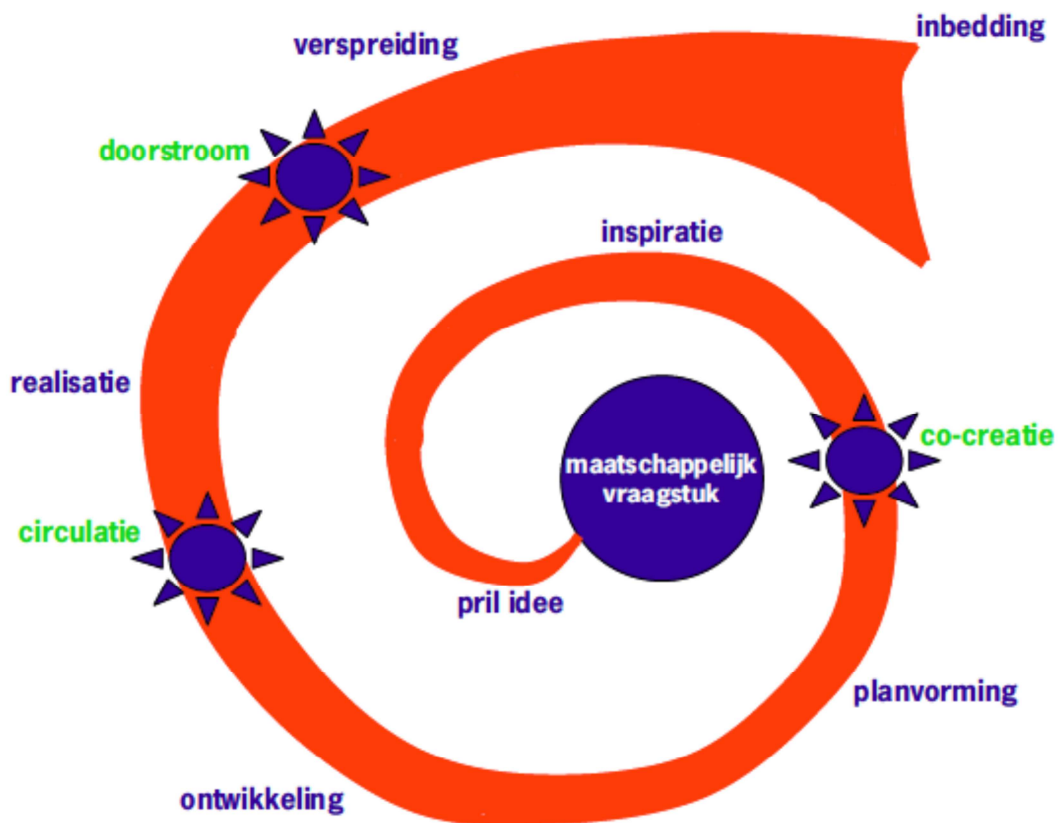 verspreiding
inbedding
doorstroom
inspiratie
realisatie
co-creatie
maatschappelijk
vraagstuk
circulatie
pril idee
planvorming
ontwikkeling